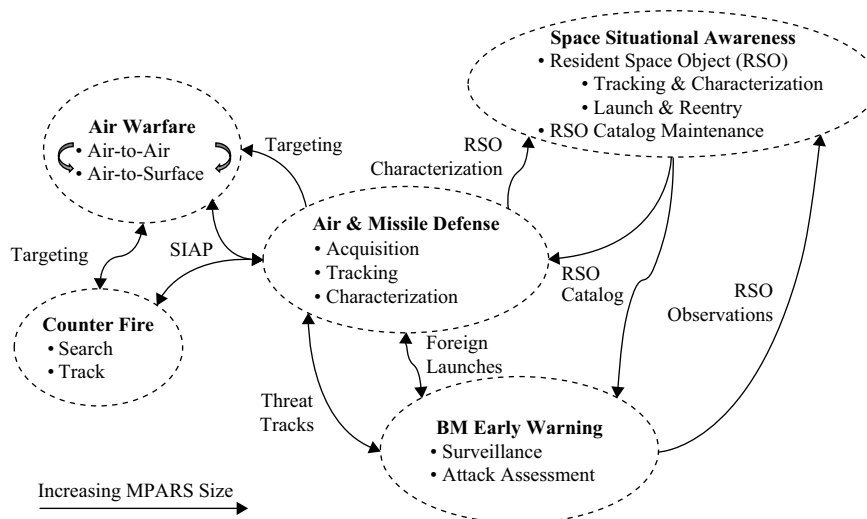 Space Situational Awareness
• Resident Space Object (RSO)
• Tracking & Characterization
• Launch & Reentry
• RSO Catalog Maintenance
Air Warfare
• Air-to-Air
• Air-to-Surface
Targeting
RSO
Characterization
Air & Missile Defense
• Acquisition
• Tracking
• Characterization
Targeting
SIAP
RSO
Catalog
RSO
Observations
Counter Fire
• Search
• Track
Foreign
Launches
Threat
Tracks
BM Early Warning
• Surveillance
• Attack Assessment
Increasing MPARS Size